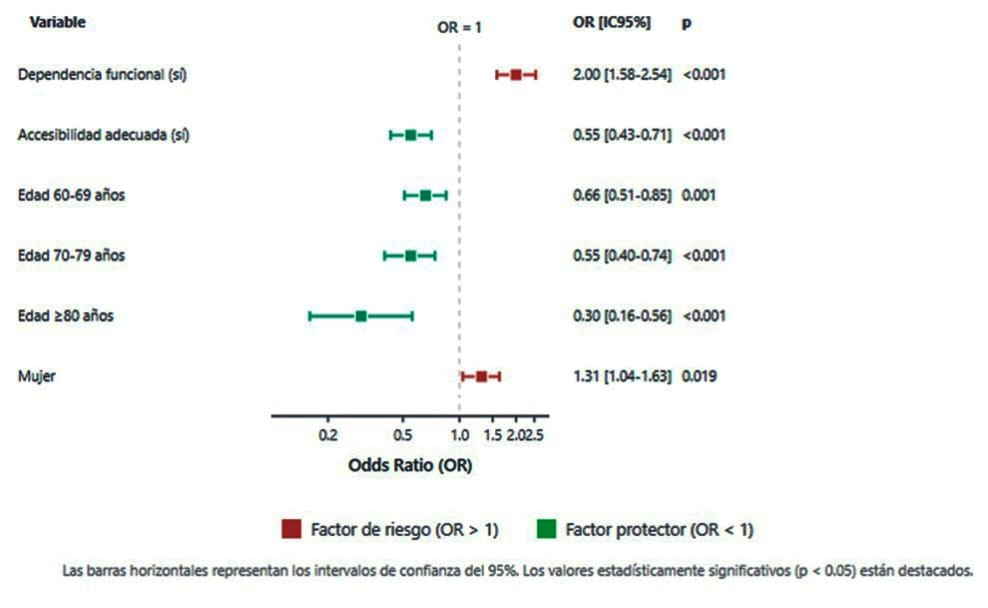 Variable OR = 1 OR [IC95%] p
Dependencia funcional (sí) 2.00 [1.58-2.54] <0.001
Accesibilidad adecuada (sí) 0.55 [0.43-0.71] <0.001
Edad 60-69 años 0.66 [0.51-0.85] 0.001
Edad 70-79 años 0.55 [0.40-0.74] <0.001
Edad ≥80 años 0.30 [0.16-0.56] <0.001
Mujer 1.31 [1.04-1.63] 0.019
0.2 0.5 1.0 1.5 2.0 2.5
Odds Ratio (OR)
Factor de riesgo (OR > 1) Factor protector (OR < 1)
Las barras horizontales representan los intervalos de confianza del 95%. Los valores estadísticamente significativos (p < 0.05) están destacados.